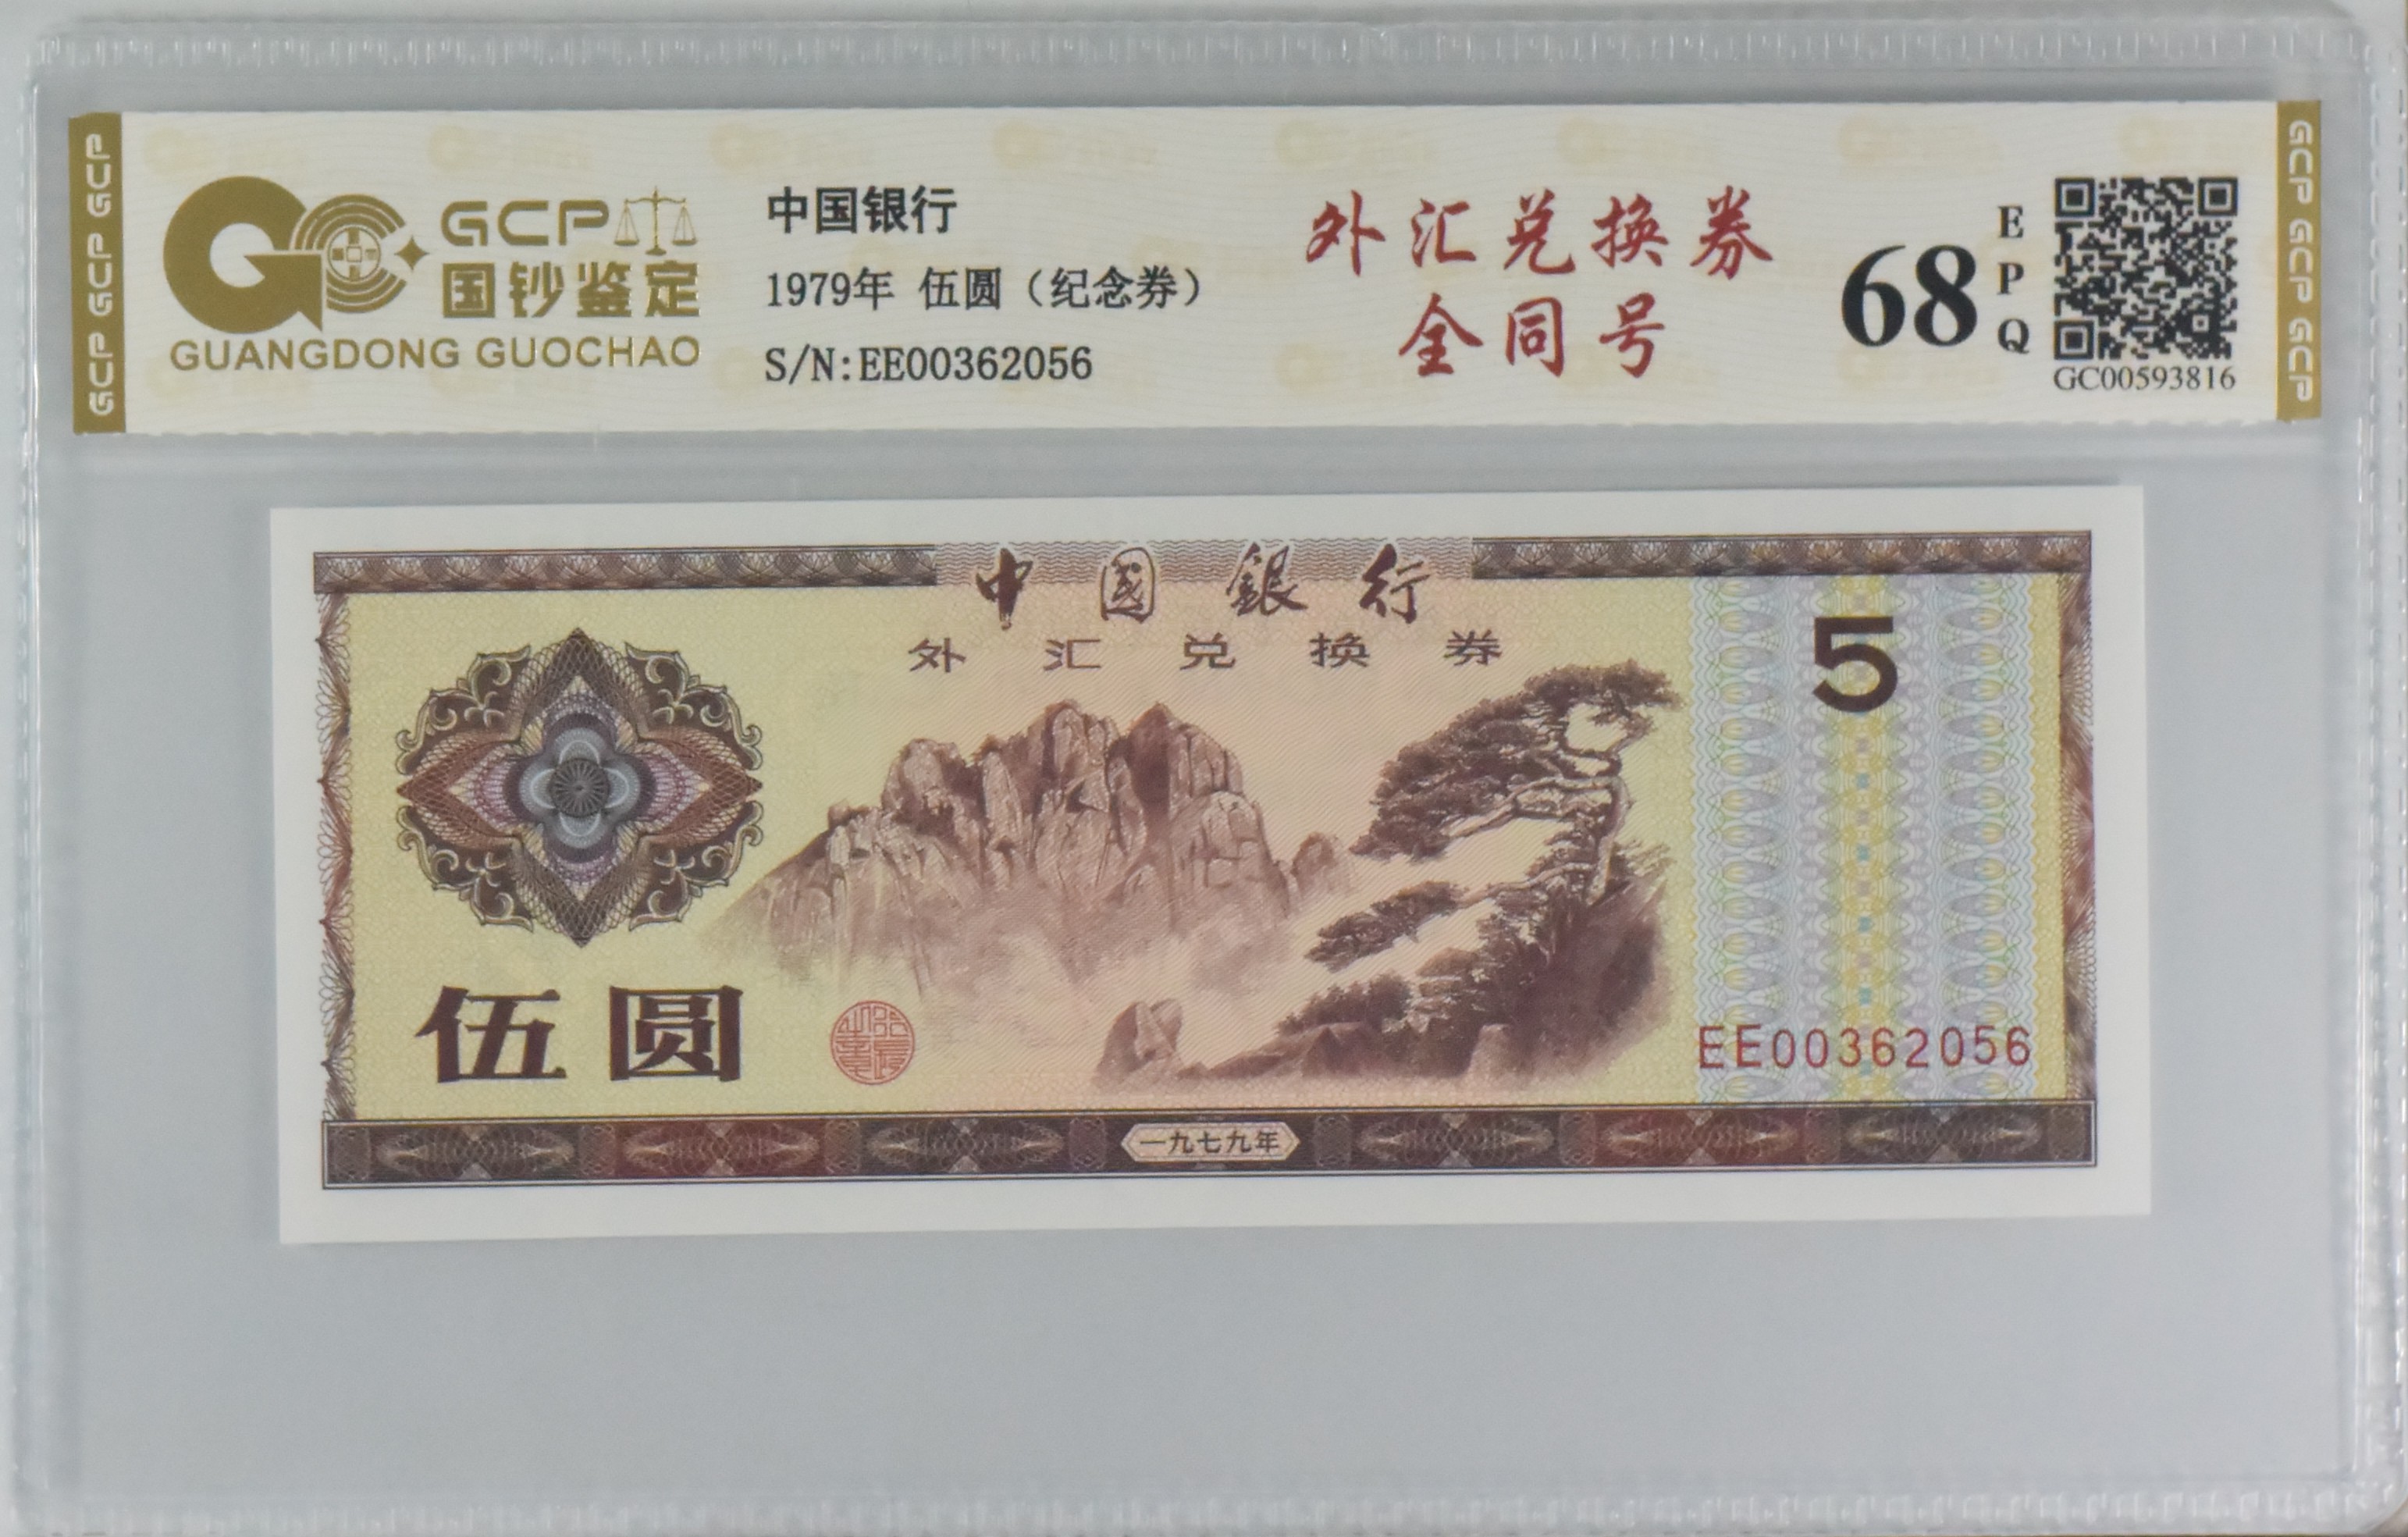 GCP GCP GCP
GCP
国钞鉴定
GUANGDONG GUOCHAO
中国银行
1979年 伍圆（纪念券）
S/N:EE00362056
外汇兑换券
全同号
68
EPQ
GC00593816
GCP GCP GCP
中國銀行
外汇兑换券
5
伍圆
EE00362056
一九七九年